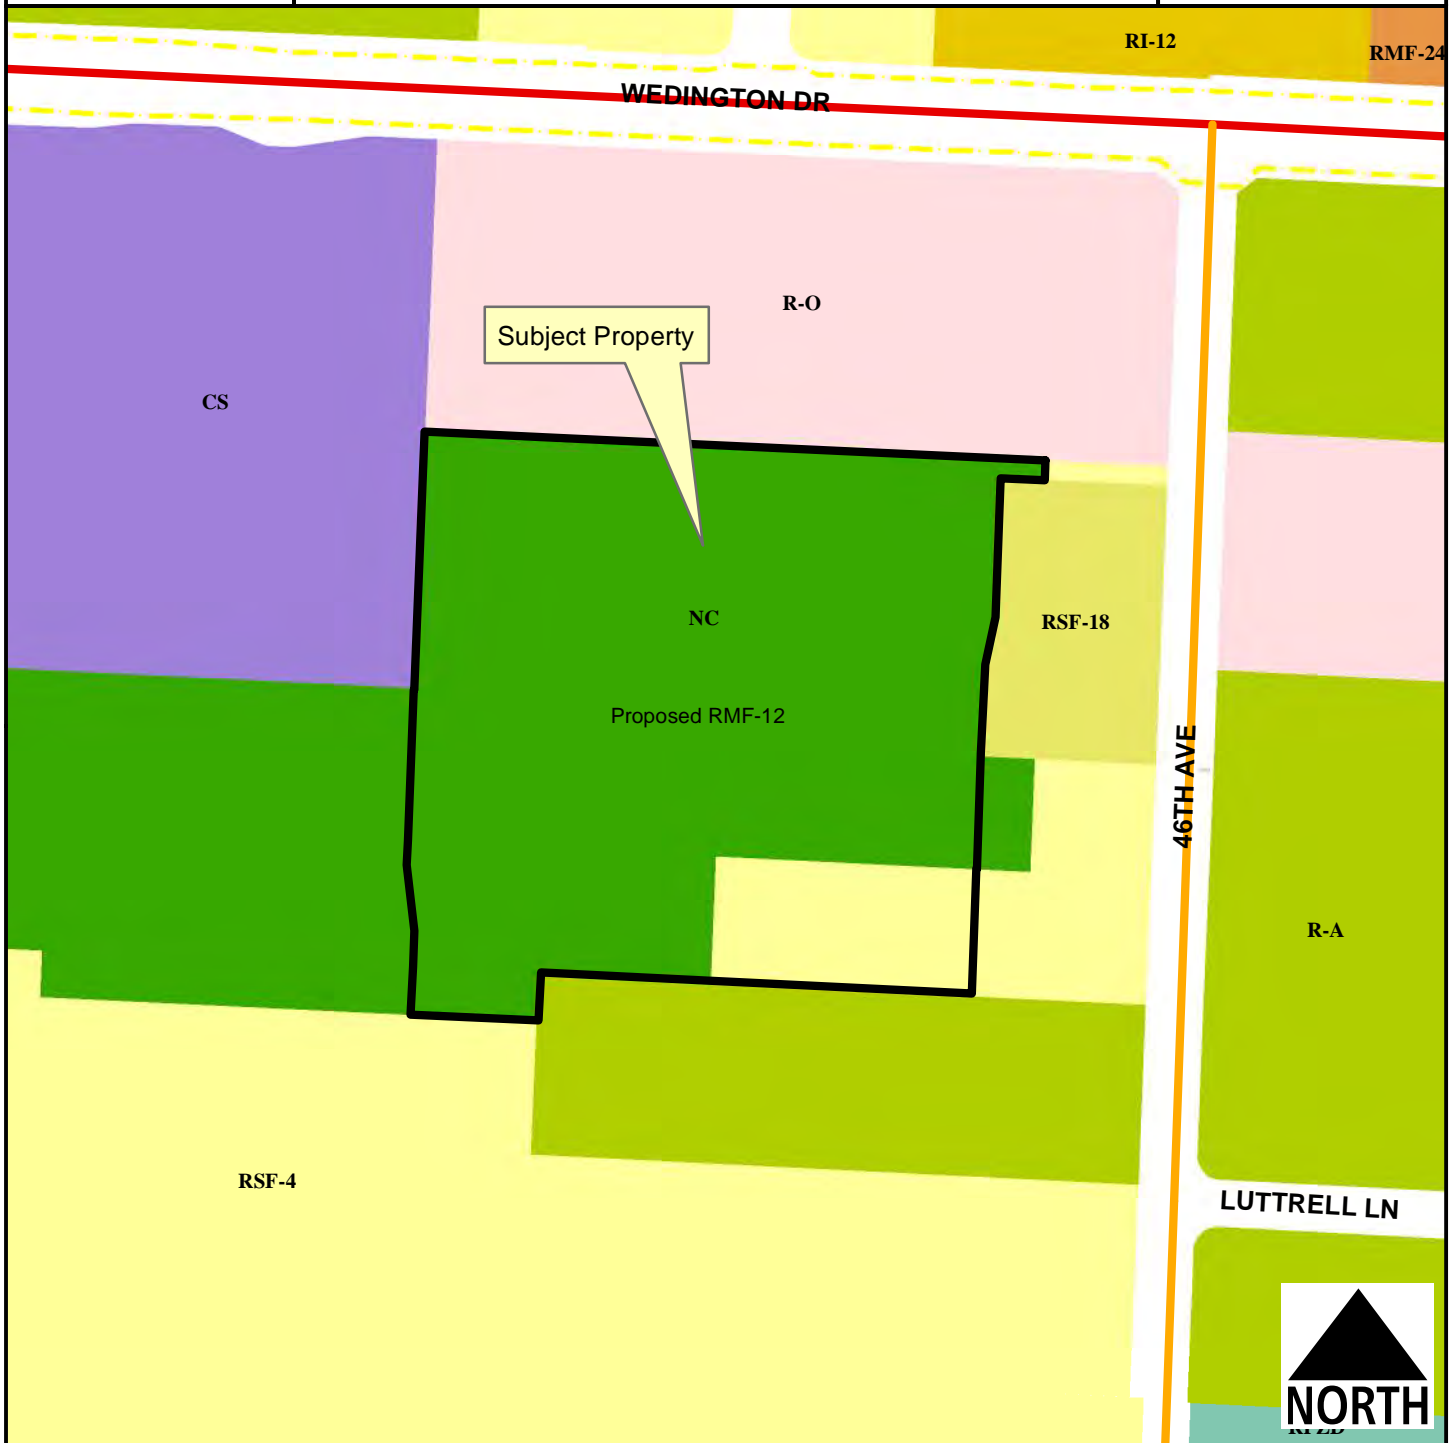 RI-12
RMF-24
WEDINGTON DR
R-O
Subject Property
CS
NC
RSF-18
Proposed RMF-12
46TH AVE
R-A
RSF-4
LUTTRELL LN
NORTH